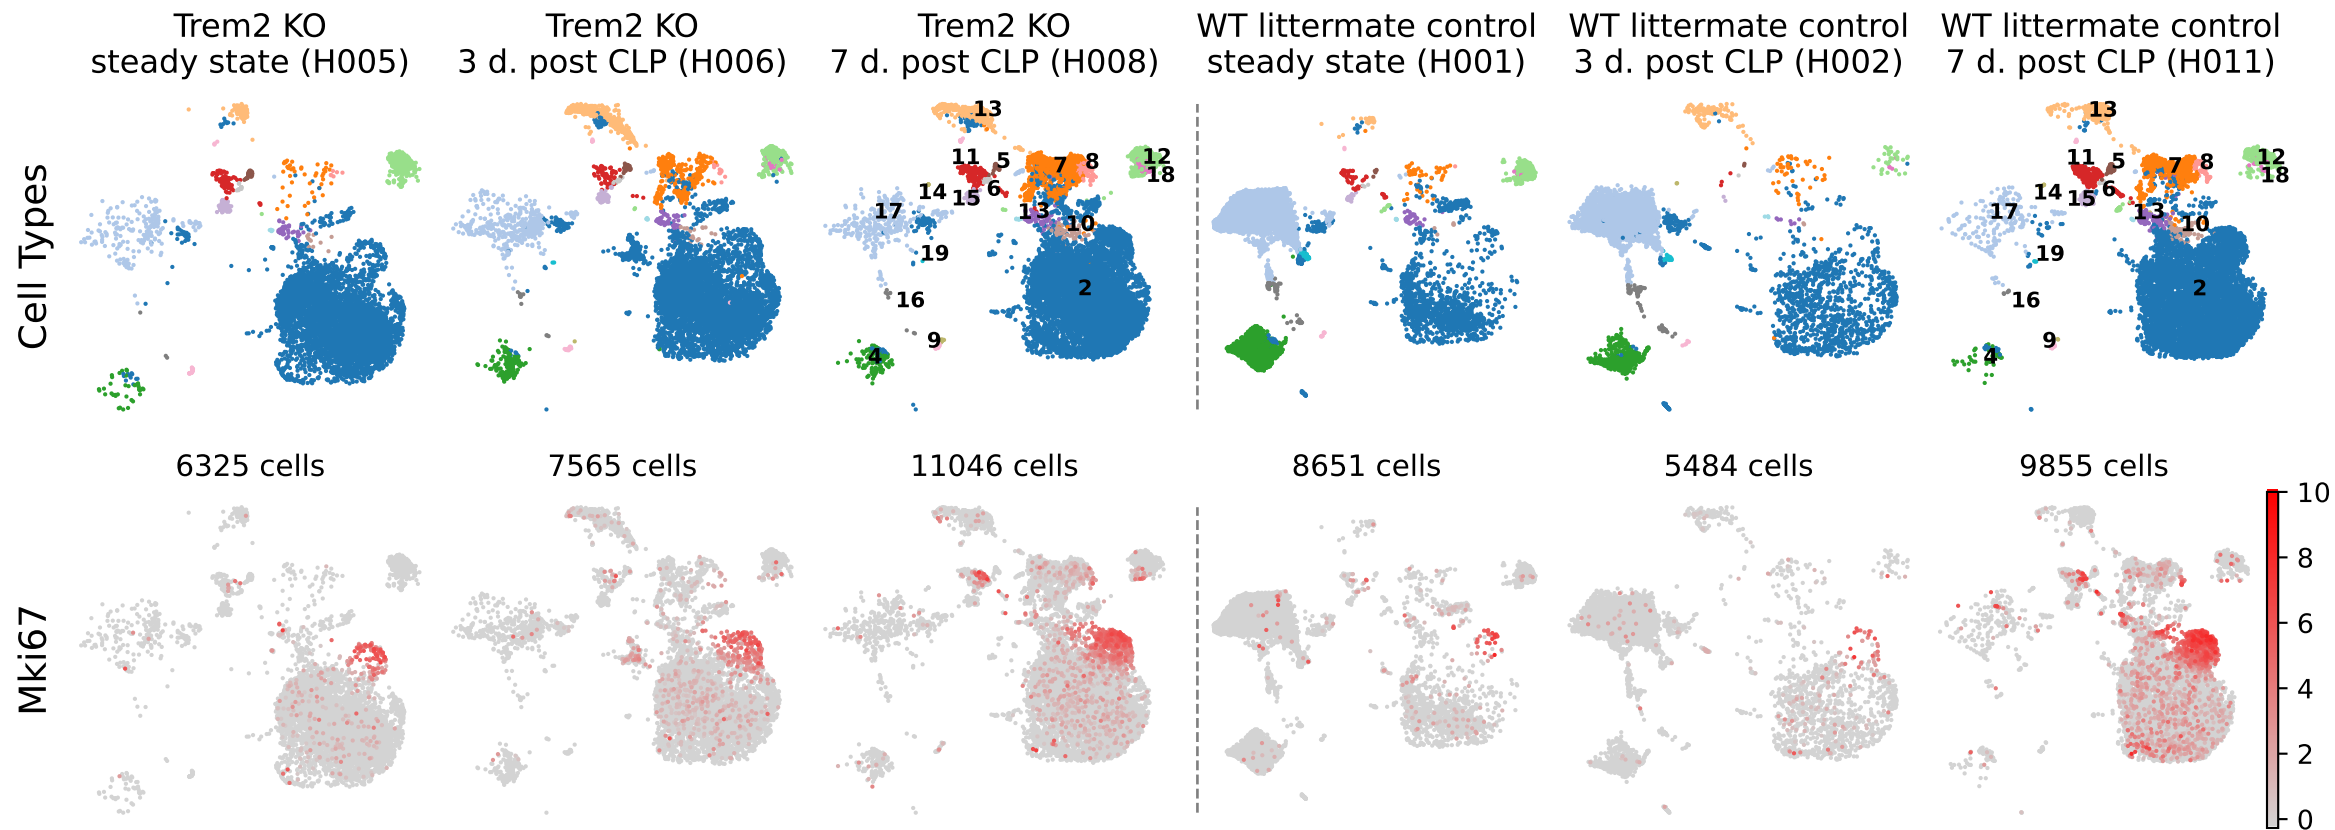 Trem2 KO
steady state (H005)
Trem2 KO
3 d. post CLP (H006)
Trem2 KO
7 d. post CLP (H008)
WT littermate control
steady state (H001)
WT littermate control
3 d. post CLP (H002)
WT littermate control
7 d. post CLP (H011)
Cell Types
13
11
5
7
8
12
18
14
15
6
17
13
10
19
2
16
9
4
13
11
5
7
8
12
18
14
15
6
17
13
10
19
2
16
9
4
6325 cells
7565 cells
11046 cells
8651 cells
5484 cells
9855 cells
Mki67
10
8
6
4
2
0